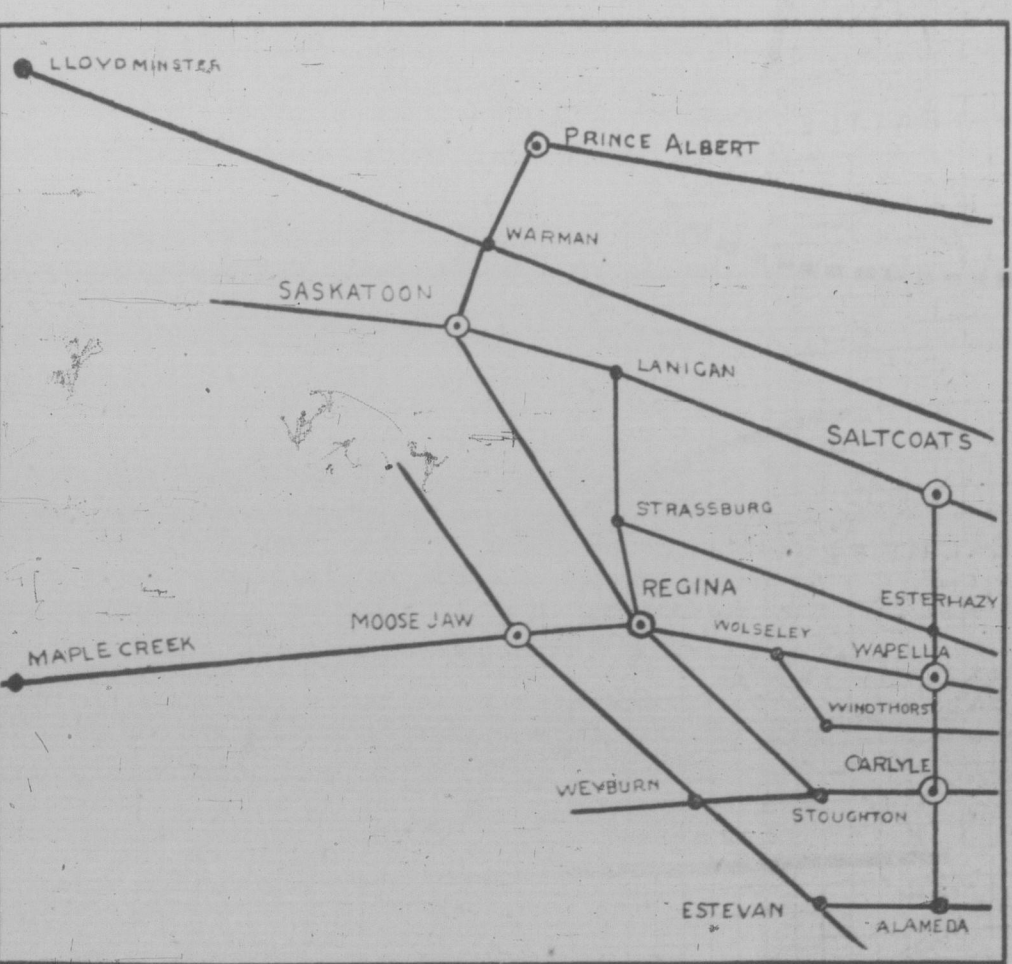 LLOYDMINSTER
PRINCE ALBERT
WARMAN
SASKATOON
LANIGAN
SALTCOATS
STRASSBURG
REGINA
ESTERHAZY
MOOSE JAW
WOLSELEY
MAPLE CREEK
WAPELLA
WINDTHORST
CARLYLE
WEYBURN
STOUGHTON
ESTEVAN
ALAMEDA